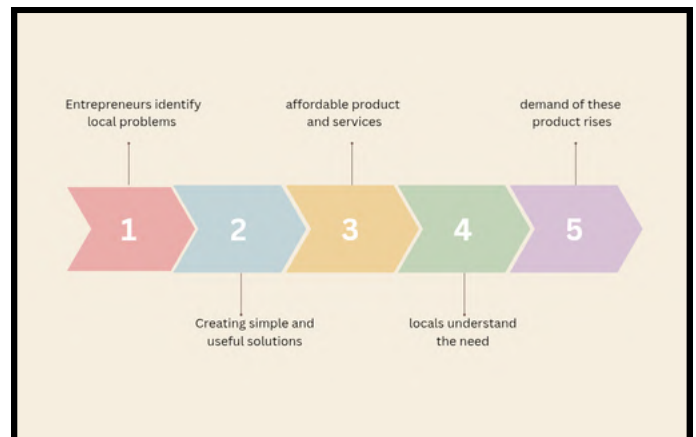 Entrepreneurs identify
local problems
affordable product
and services
demand of these
product rises
1
2
3
4
5
Creating simple and
useful solutions
locals understand
the need